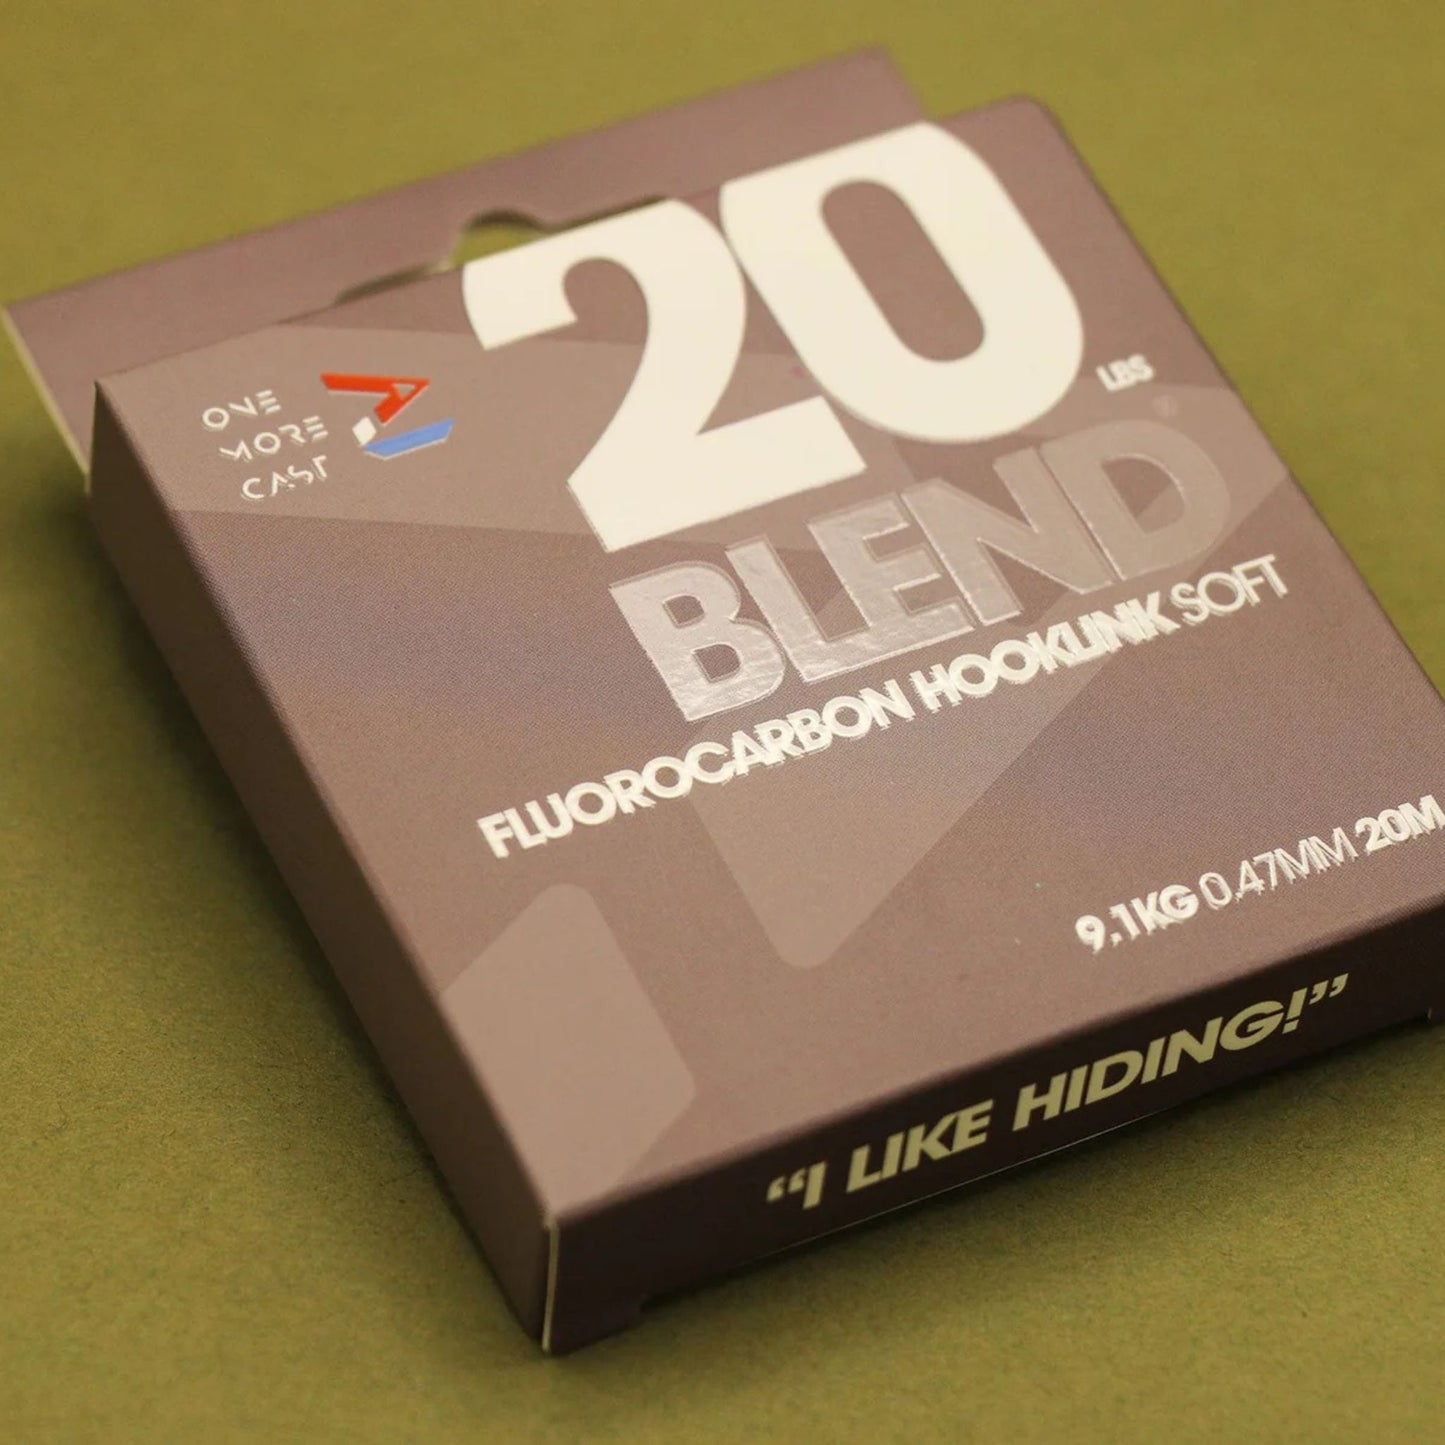 ONE
MORE
CAST
20 LBS
BLEND
FLUOROCARBON HOOKLINK SOFT
9.1KG 0.47MM 20M
“I LIKE HIDING!”